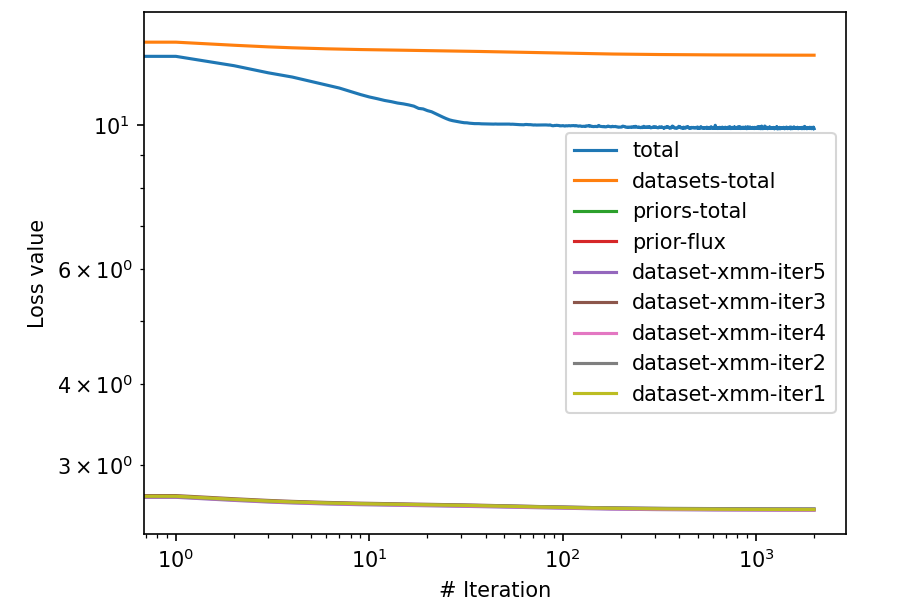 10¹
6 × 10⁰
4 × 10⁰
3 × 10⁰
Loss value
total
datasets-total
priors-total
prior-flux
dataset-xmm-iter5
dataset-xmm-iter3
dataset-xmm-iter4
dataset-xmm-iter2
dataset-xmm-iter1
10⁰ 10¹ 10² 10³
# Iteration